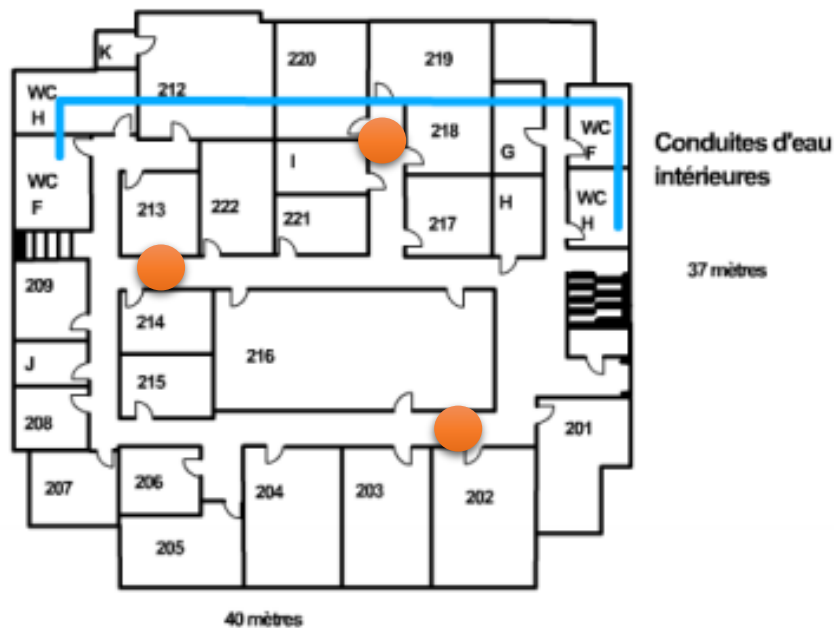 K
220
219
WC
H
212
218
WC
F
G
I
WC
F
213
222
221
217
H
WC
H
Conduites d'eau
intérieures
37 mètres
209
214
216
J
215
208
201
207
206
204
203
202
205
40 mètres